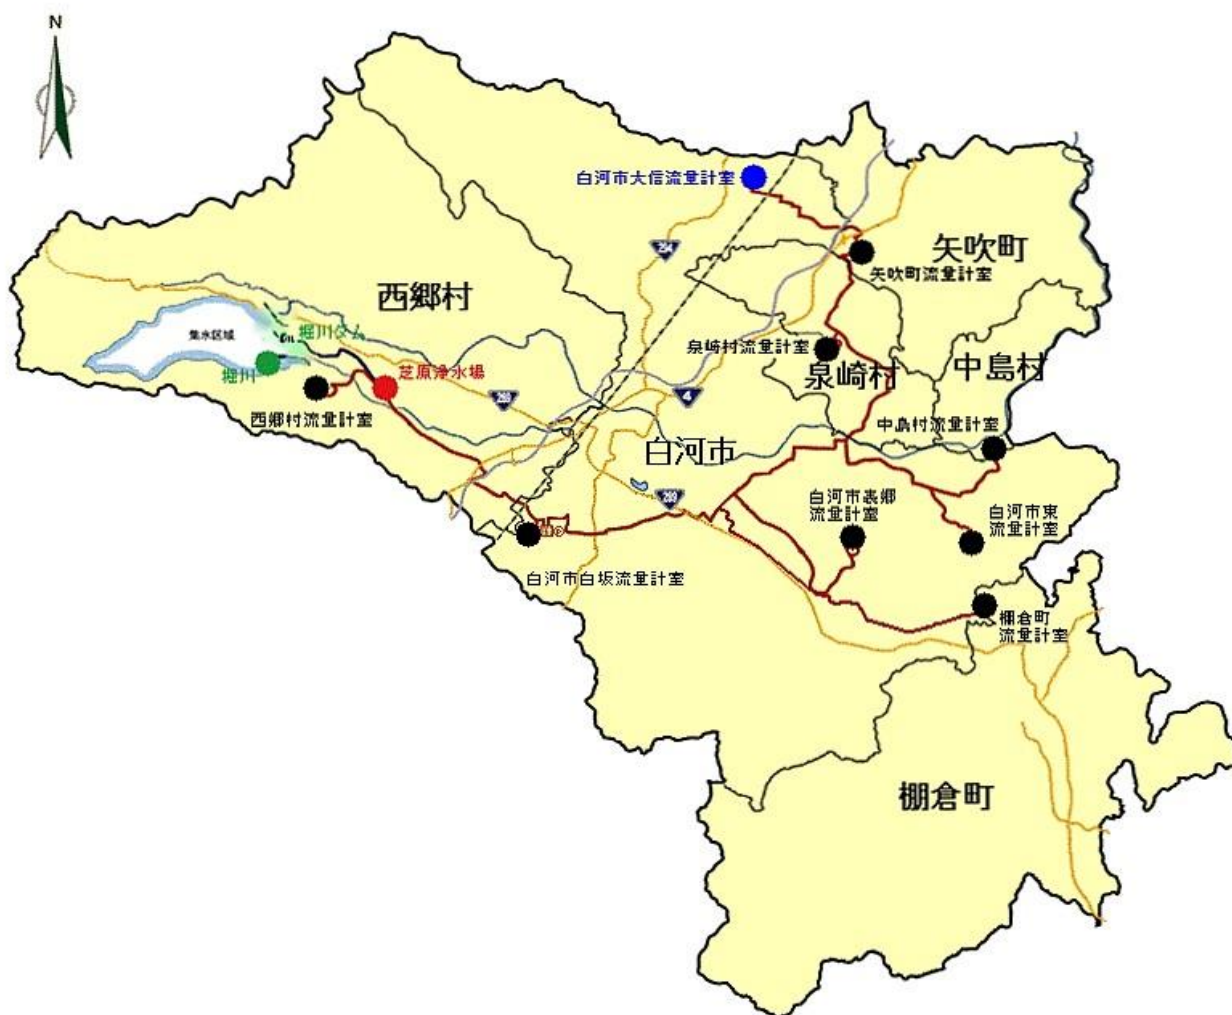 N
白河市大信流量計室
294
矢吹町
矢吹町流量計室
西郷村
集水区域
堀川ダム
泉崎村流量計室
泉崎村
中島村
堀川
芝原浄水場
289
4
西郷村流量計室
中島村流量計室
白河市
白河市表郷
流量計室
289
白河市東
流量計室
白河市白坂流量計室
棚倉町
流量計室
棚倉町